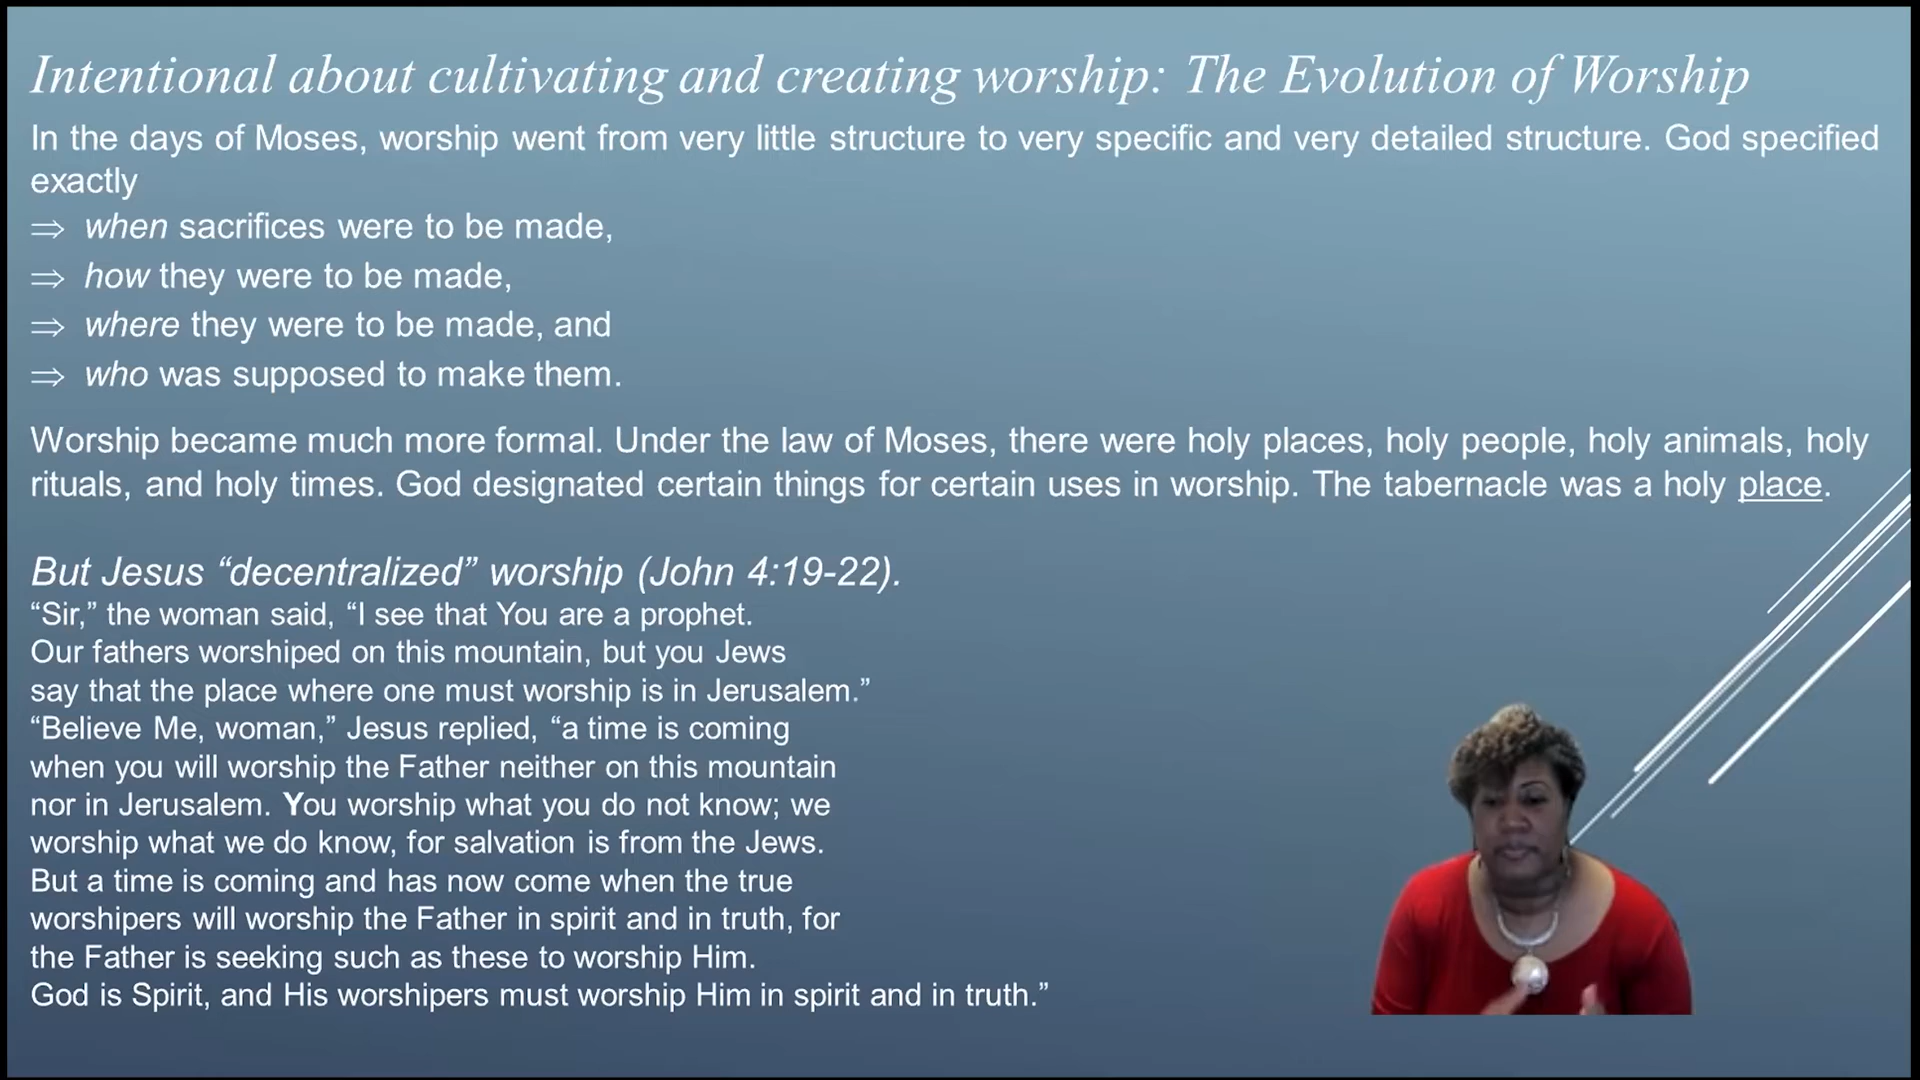 Intentional about cultivating and creating worship: The Evolution of Worship
In the days of Moses, worship went from very little structure to very specific and very detailed structure. God specified
exactly
⇒ when sacrifices were to be made,
⇒ how they were to be made,
⇒ where they were to be made, and
⇒ who was supposed to make them.
Worship became much more formal. Under the law of Moses, there were holy places, holy people, holy animals, holy
rituals, and holy times. God designated certain things for certain uses in worship. The tabernacle was a holy place.
But Jesus “decentralized” worship (John 4:19-22).
“Sir,” the woman said, “I see that You are a prophet.
Our fathers worshiped on this mountain, but you Jews
say that the place where one must worship is in Jerusalem.”
“Believe Me, woman,” Jesus replied, “a time is coming
when you will worship the Father neither on this mountain
nor in Jerusalem. You worship what you do not know; we
worship what we do know, for salvation is from the Jews.
But a time is coming and has now come when the true
worshipers will worship the Father in spirit and in truth, for
the Father is seeking such as these to worship Him.
God is Spirit, and His worshipers must worship Him in spirit and in truth.”